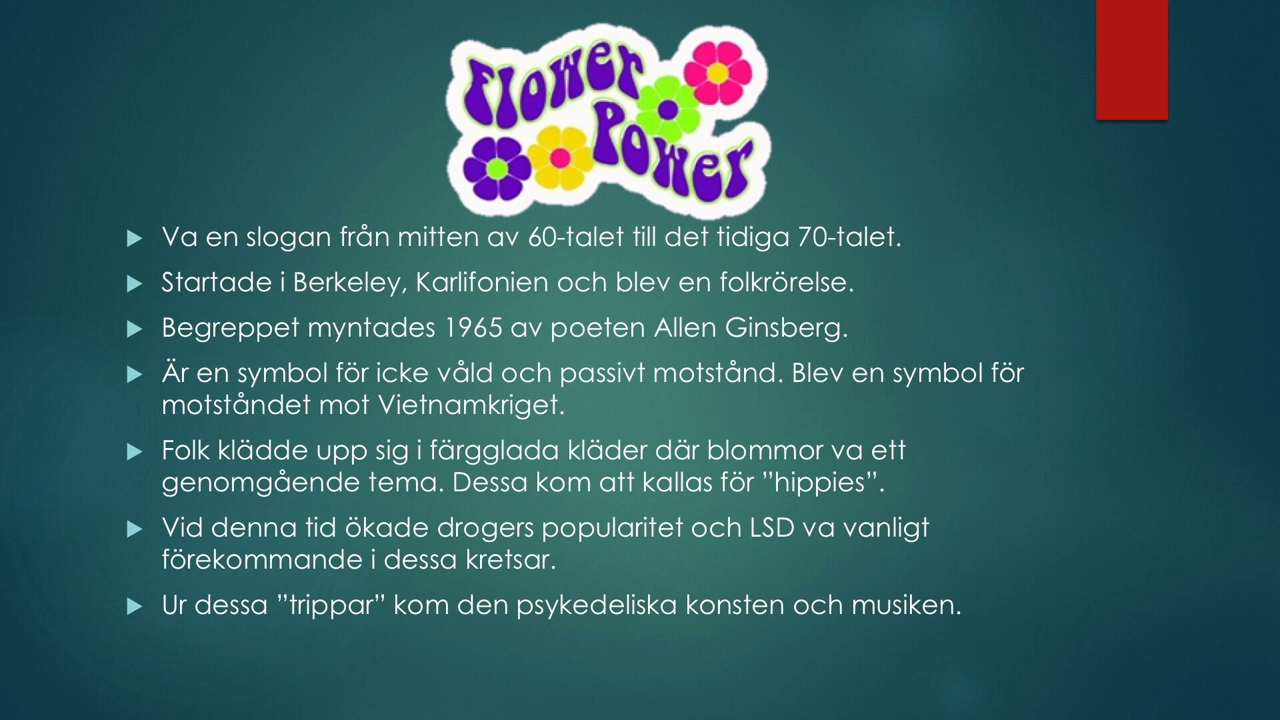 Flower
Power
Va en slogan från mitten av 60-talet till det tidiga 70-talet.
Startade i Berkeley, Karlifonien och blev en folkrörelse.
Begreppet myntades 1965 av poeten Allen Ginsberg.
Är en symbol för icke våld och passivt motstånd. Blev en symbol för
motståndet mot Vietnamkriget.
Folk klädde upp sig i färgglada kläder där blommor va ett
genomgående tema. Dessa kom att kallas för ”hippies”.
Vid denna tid ökade drogers popularitet och LSD va vanligt
förekommande i dessa kretsar.
Ur dessa ”trippar” kom den psykedeliska konsten och musiken.